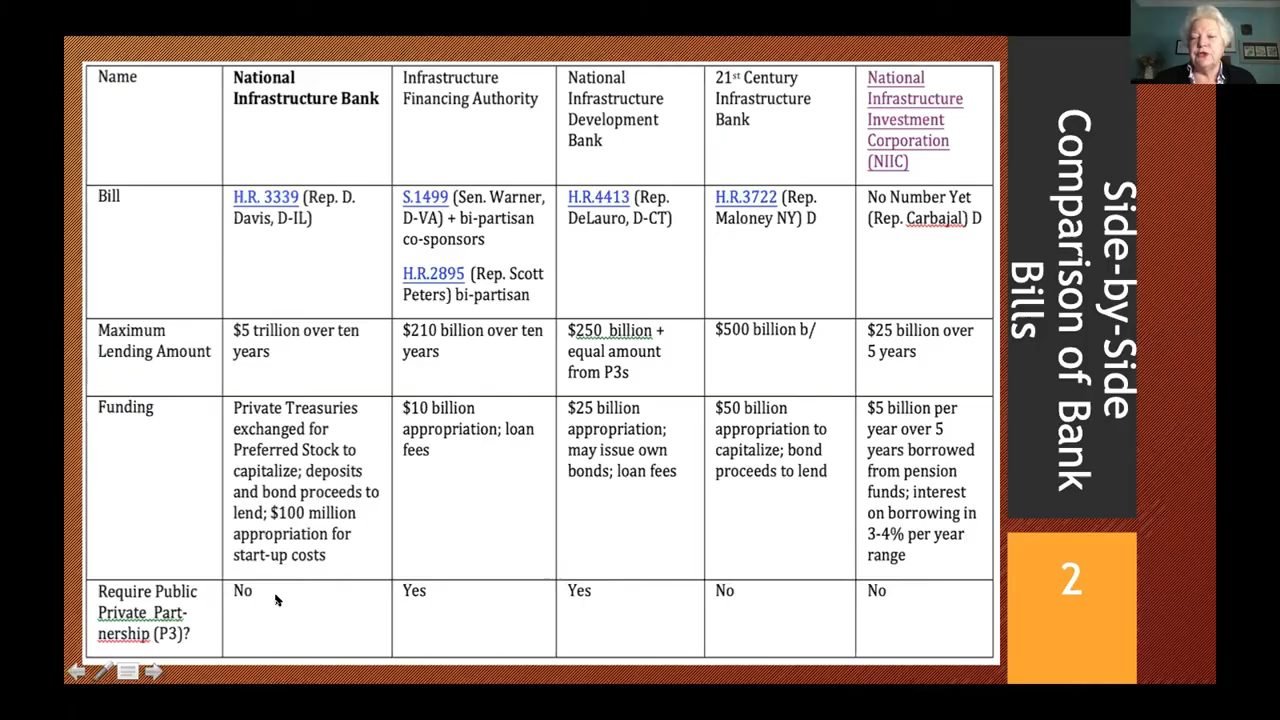 Name
National
Infrastructure Bank
Infrastructure
Financing Authority
National
Infrastructure
Development
Bank
21st Century
Infrastructure
Bank
National
Infrastructure
Investment
Corporation
(NIIC)
Bill
H.R. 3339 (Rep. D.
Davis, D-IL)
S.1499 (Sen. Warner,
D-VA) + bi-partisan
co-sponsors
H.R.2895 (Rep. Scott
Peters) bi-partisan
H.R.4413 (Rep.
DeLauro, D-CT)
H.R.3722 (Rep.
Maloney NY) D
No Number Yet
(Rep. Carbajal) D
Maximum
Lending Amount
$5 trillion over ten
years
$210 billion over ten
years
$250 billion +
equal amount
from P3s
$500 billion b/
$25 billion over
5 years
Funding
Private Treasuries
exchanged for
Preferred Stock to
capitalize; deposits
and bond proceeds to
lend; $100 million
appropriation for
start-up costs
$10 billion
appropriation; loan
fees
$25 billion
appropriation;
may issue own
bonds; loan fees
$50 billion
appropriation to
capitalize; bond
proceeds to lend
$5 billion per
year over 5
years borrowed
from pension
funds; interest
on borrowing in
3-4% per year
range
Require Public
Private Part-
nership (P3)?
No
Yes
Yes
No
No
Side-by-Side
Comparison of Bank
Bills
2